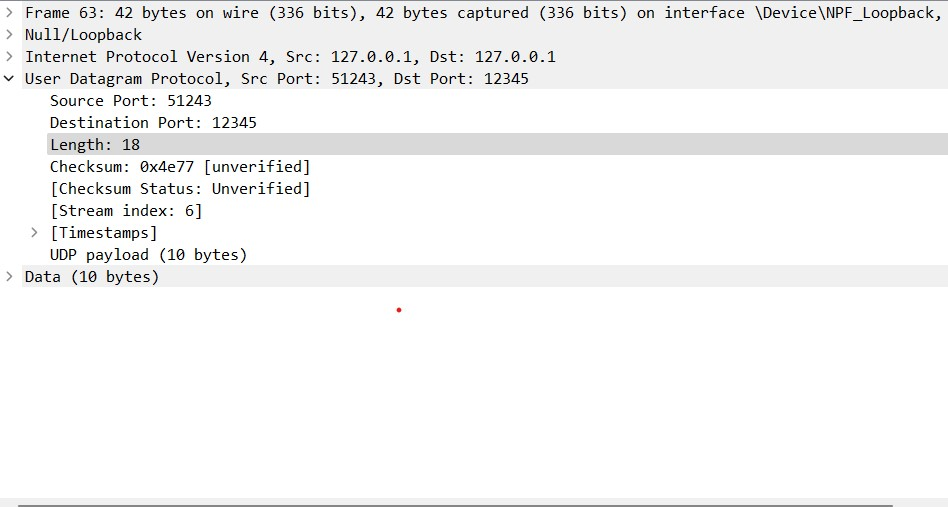 Frame 63: 42 bytes on wire (336 bits), 42 bytes captured (336 bits) on interface \Device\NPF_Loopback,
Null/Loopback
Internet Protocol Version 4, Src: 127.0.0.1, Dst: 127.0.0.1
User Datagram Protocol, Src Port: 51243, Dst Port: 12345
Source Port: 51243
Destination Port: 12345
Length: 18
Checksum: 0x4e77 [unverified]
[Checksum Status: Unverified]
[Stream index: 6]
[Timestamps]
UDP payload (10 bytes)
Data (10 bytes)